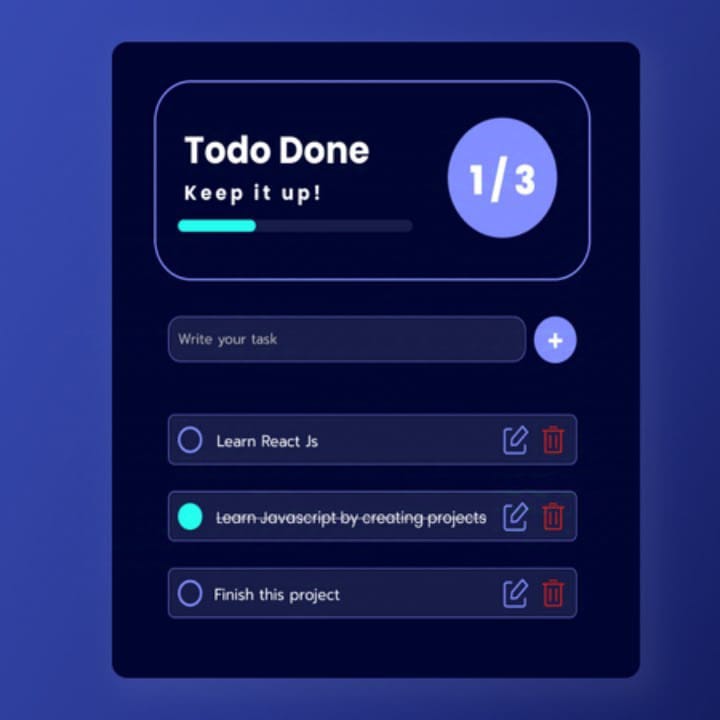 Todo Done
Keep it up!
1/3
Write your task
+
Learn React Js
Learn Javascript by creating projects
Finish this project